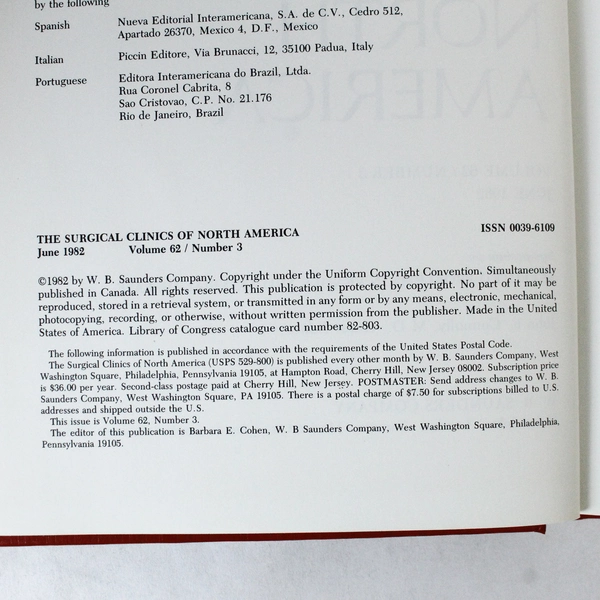 by the following
Spanish Nueva Editorial Interamericana, S.A. de C.V., Cedro 512,
Apartado 26370, Mexico 4, D.F., Mexico
Italian Piccin Editore, Via Brunacci, 12, 35100 Padua, Italy
Portuguese Editora Interamericana do Brazil, Ltda.
Rua Coronel Cabrita, 8
Sao Cristovao, C.P. No. 21.176
Rio de Janeiro, Brazil
THE SURGICAL CLINICS OF NORTH AMERICA ISSN 0039-6109
June 1982 Volume 62 / Number 3
©1982 by W. B. Saunders Company. Copyright under the Uniform Copyright Convention. Simultaneously
published in Canada. All rights reserved. This publication is protected by copyright. No part of it may be
reproduced, stored in a retrieval system, or transmitted in any form or by any means, electronic, mechanical,
photocopying, recording, or otherwise, without written permission from the publisher. Made in the United
States of America. Library of Congress catalogue card number 82-803.
The following information is published in accordance with the requirements of the United States Postal Code.
The Surgical Clinics of North America (USPS 529-800) is published every other month by W. B. Saunders Company, West
Washington Square, Philadelphia, Pennsylvania 19105, at Hampton Road, Cherry Hill, New Jersey 08002. Subscription price
is $36.00 per year. Second-class postage paid at Cherry Hill, New Jersey. POSTMASTER: Send address changes to W. B.
Saunders Company, West Washington Square, PA 19105. There is a postal charge of $7.50 for subscriptions billed to U.S.
addresses and shipped outside the U.S.
This issue is Volume 62, Number 3.
The editor of this publication is Barbara E. Cohen, W. B Saunders Company, West Washington Square, Philadelphia,
Pennsylvania 19105.